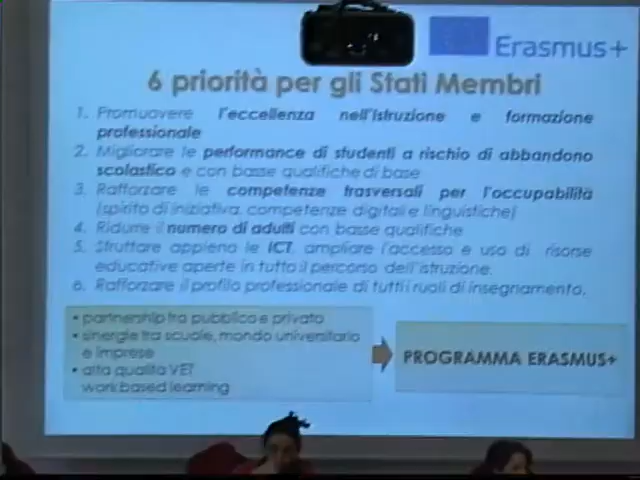 Erasmus+
6 priorità per gli Stati Membri
1. Promuovere l'eccellenza nell'istruzione e formazione
professionale
2. Migliorare le performance di studenti a rischio di abbandono
scolastico e con basse qualifiche di base
3. Rafforzare le competenze trasversali per l'occupabilità
(spirito di iniziativa, competenze digitali e linguistiche)
4. Ridurre il numero di adulti con basse qualifiche
5. Sfruttare appieno le ICT, ampliare l'accesso e uso di risorse
educative aperte in tutto il percorso dell'istruzione.
6. Rafforzare il profilo professionale di tutti i ruoli di insegnamento.
• partnership tra pubblico e privato
• sinergie tra scuole, mondo universitario
e imprese
• alta qualità VET
work based learning
PROGRAMMA ERASMUS+